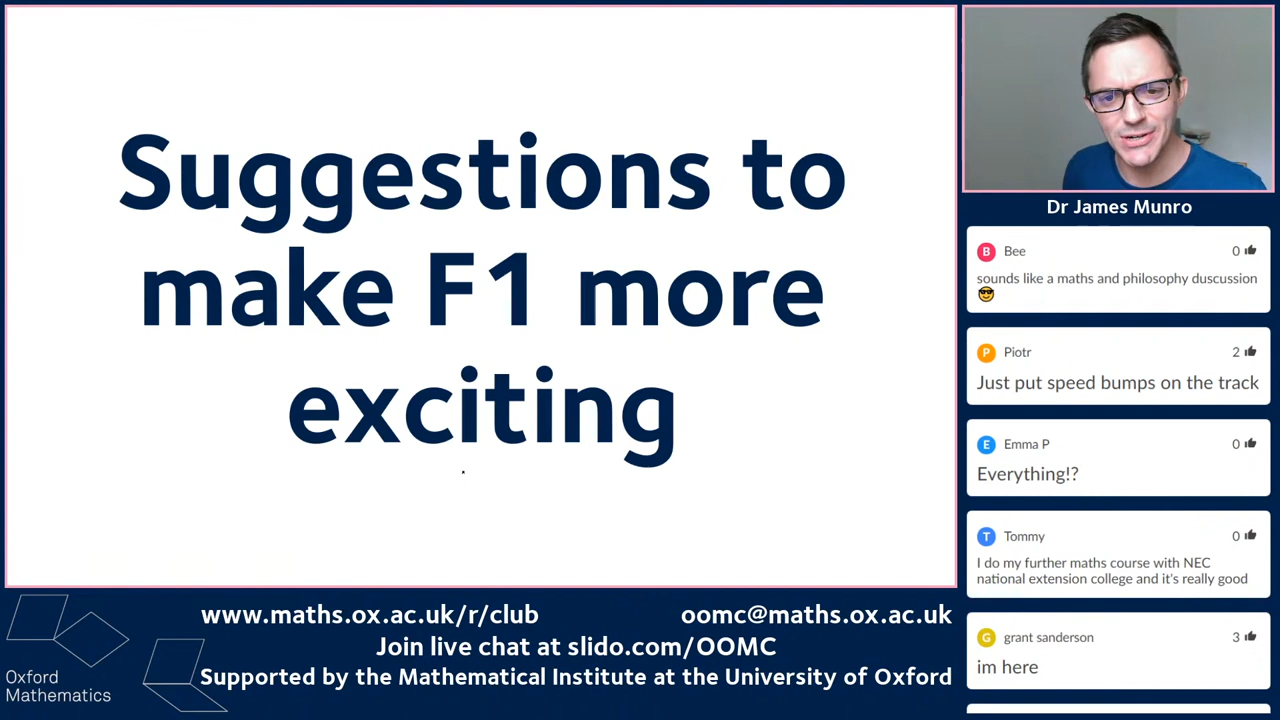 Suggestions to
make F1 more
exciting
Dr James Munro
B Bee 0
sounds like a maths and philosophy duscussion
😎
P Piotr 2
Just put speed bumps on the track
E Emma P 0
Everything!?
T Tommy 0
I do my further maths course with NEC
national extension college and it's really good
G grant sanderson 3
im here
Oxford
Mathematics
www.maths.ox.ac.uk/r/club oomc@maths.ox.ac.uk
Join live chat at slido.com/OOMC
Supported by the Mathematical Institute at the University of Oxford